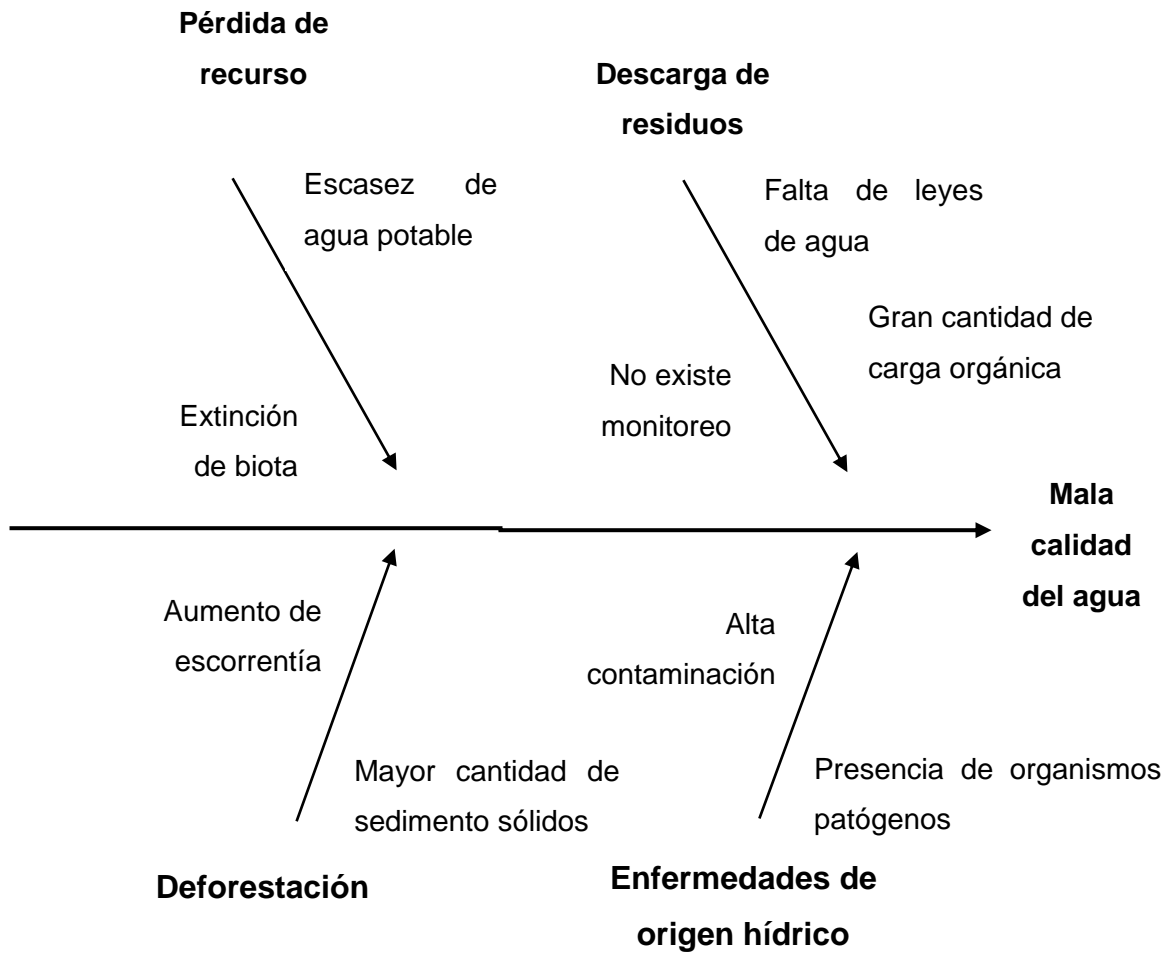 Pérdida de
recurso
Descarga de
residuos
Escasez de
agua potable
Falta de leyes
de agua
Gran cantidad de
carga orgánica
No existe
monitoreo
Extinción
de biota
Mala
calidad
del agua
Aumento de
escorrentía
Alta
contaminación
Mayor cantidad de
sedimento sólidos
Presencia de organismos
patógenos
Deforestación
Enfermedades de
origen hídrico